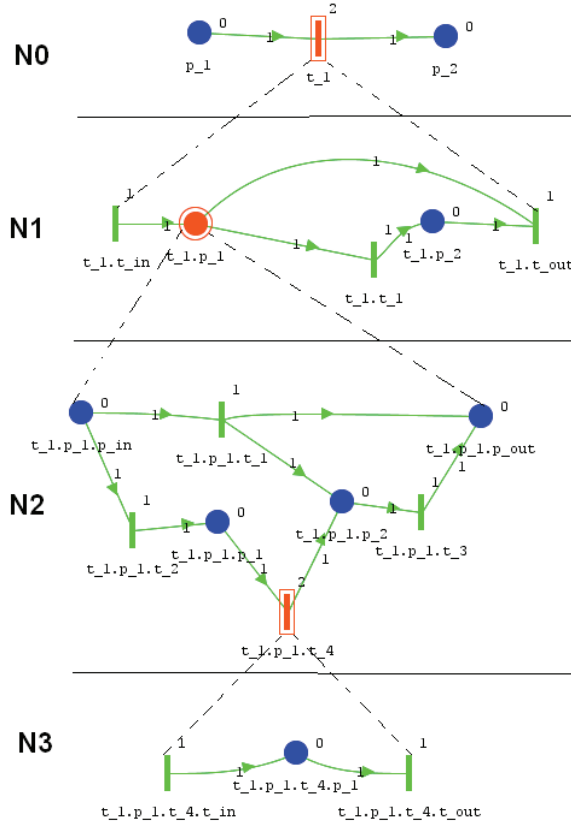 2
0
0
N0
1
1
p_1
t_1
p_2
1
1
0
1
N1
1
1
1
1
1
t_1.t_in
t_1.p_1
t_1.p_2
t_1.t_out
t_1.t_1
1
0
0
1
1
t_1.p_1.p_in
t_1.p_1.t_1
t_1.p_1.p_out
1
1
1
1
1
0
0
1
N2
1
1
t_1.p_1.p_1
t_1.p_1.p_2
t_1.p_1.t_3
t_1.p_1.t_2
1
1
2
t_1.p_1.t_4
N3
1
0
1
1
1
t_1.p_1.t_4.p_1
t_1.p_1.t_4.t_in
t_1.p_1.t_4.t_out